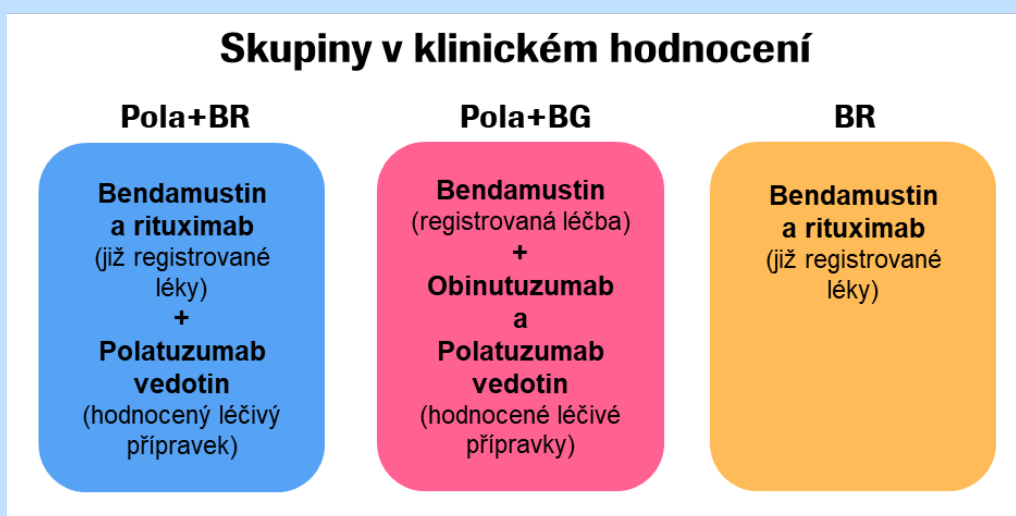 Skupiny v klinickém hodnocení
Pola+BR
Bendamustin
a rituximab
(již registrované
léky)
+
Polatuzumab
vedotin
(hodnocený léčivý
přípravek)
Pola+BG
Bendamustin
(registrovaná léčba)
+
Obinutuzumab
a
Polatuzumab
vedotin
(hodnocené léčivé
přípravky)
BR
Bendamustin
a rituximab
(již registrované
léky)